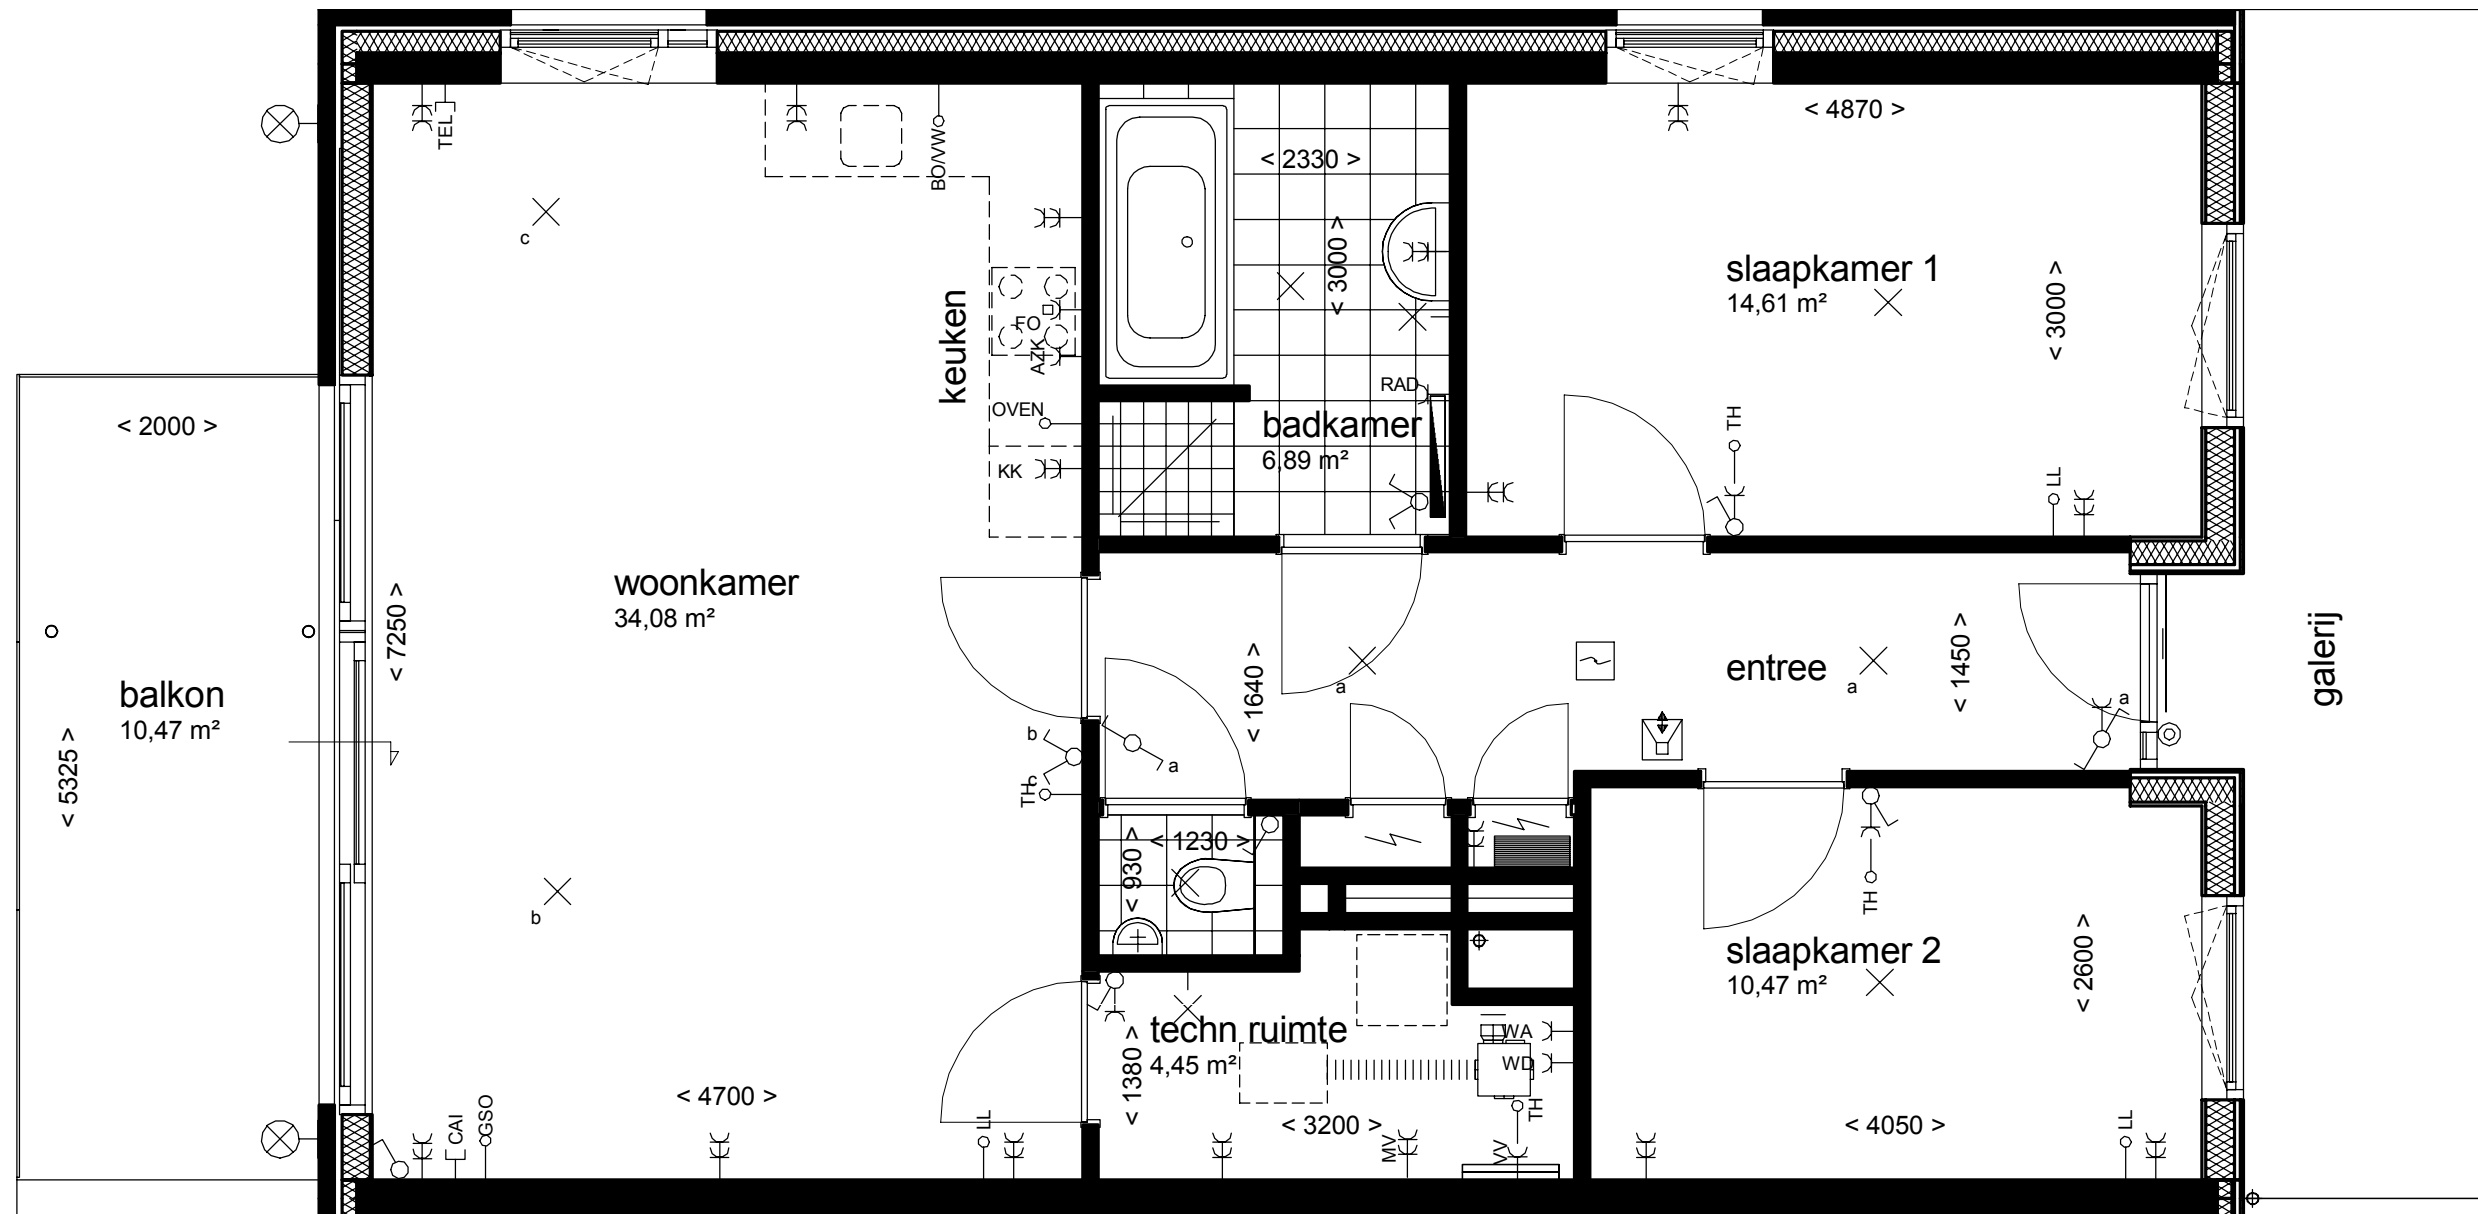 TEL
c
BO/VW
< 2330 >
< 3000 >
< 4870 >
slaapkamer 1
14,61 m²
< 3000 >
keuken
FO
AZK
OVEN
KK
RAD
badkamer
6,89 m²
TH
LL
< 2000 >
balkon
10,47 m²
< 5325 >
< 7250 >
woonkamer
34,08 m²
b
c
TH
a
< 1640 >
a
entree
a
< 1450 >
a
galerij
b
< 930 >
< 1230 >
TH
slaapkamer 2
10,47 m²
< 2600 >
techn ruimte
4,45 m²
< 1380 >
WA
WD
TH
< 3200 >
MV
VV
< 4700 >
CAI
GSO
LL
< 4050 >
LL